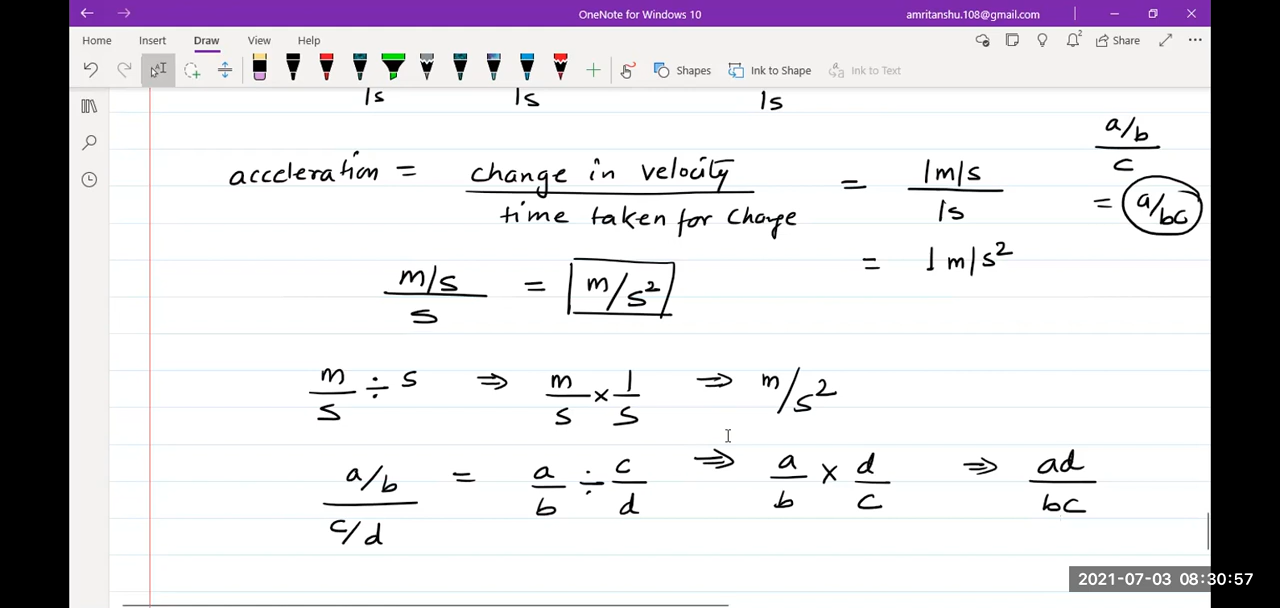 OneNote for Windows 10
amritanshu.108@gmail.com
Home Insert Draw View Help
Share
Shapes Ink to Shape Ink to Text
1s 1s 1s
acceleration = change in velocity / time taken for change = 1m/s / 1s
= 1 m/s²
a/b / c
= a/bc
m/s / s = m/s²
m/s ÷ s ⇒ m/s × 1/s ⇒ m/s²
a/b / c/d = a/b ÷ c/d ⇒ a/b × d/c ⇒ ad/bc
2021-07-03 08:30:57